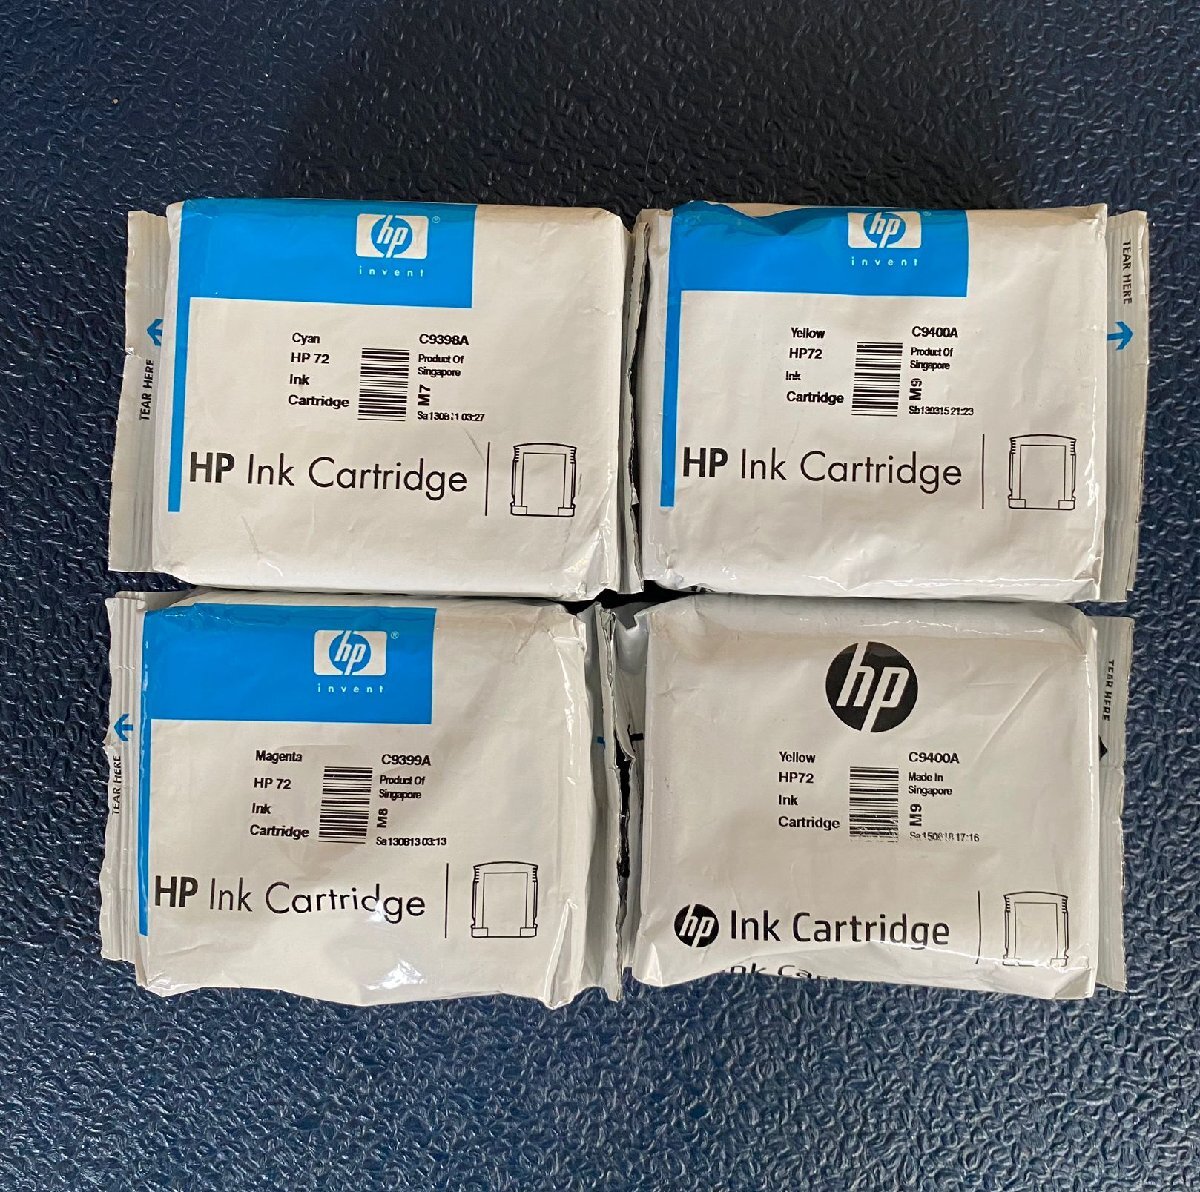 hp®
invent
Cyan C9398A
HP 72 Product Of
Singapore
Ink
Cartridge
M7
TEAR HERE
HP Ink Cartridge
hp®
invent
Yellow C9400A
HP72 Product Of
Singapore
Ink
Cartridge
M9
Sb130315 21:23
TEAR HERE
HP Ink Cartridge
hp®
invent
Magenta C9399A
HP 72 Product Of
Singapore
Ink
Cartridge
M8
Sa130813 03:13
TEAR HERE
HP Ink Cartridge
hp
Yellow C9400A
HP72 Made In
Singapore
Ink
Cartridge
M9
TEAR HERE
hp Ink Cartridge